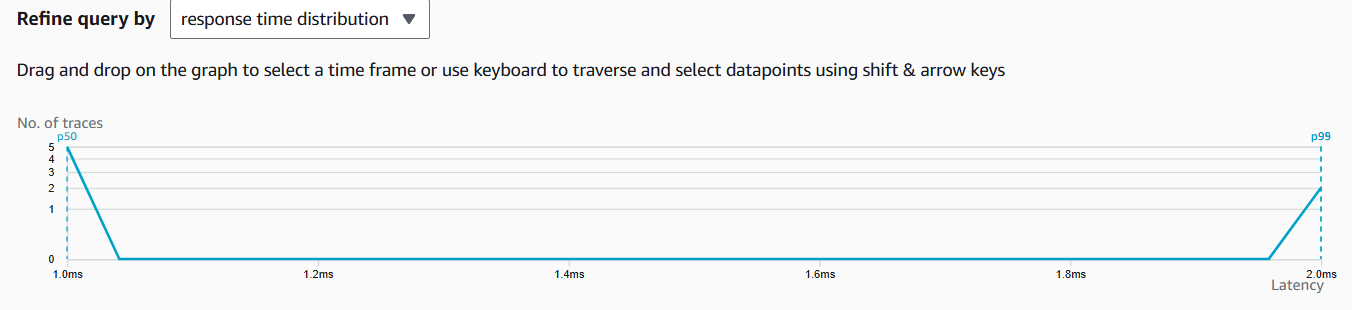 Refine query by response time distribution
Drag and drop on the graph to select a time frame or use keyboard to traverse and select datapoints using shift & arrow keys
No. of traces
p50 p99
5
4
3
2
1
0
1.0ms 1.2ms 1.4ms 1.6ms 1.8ms 2.0ms
Latency